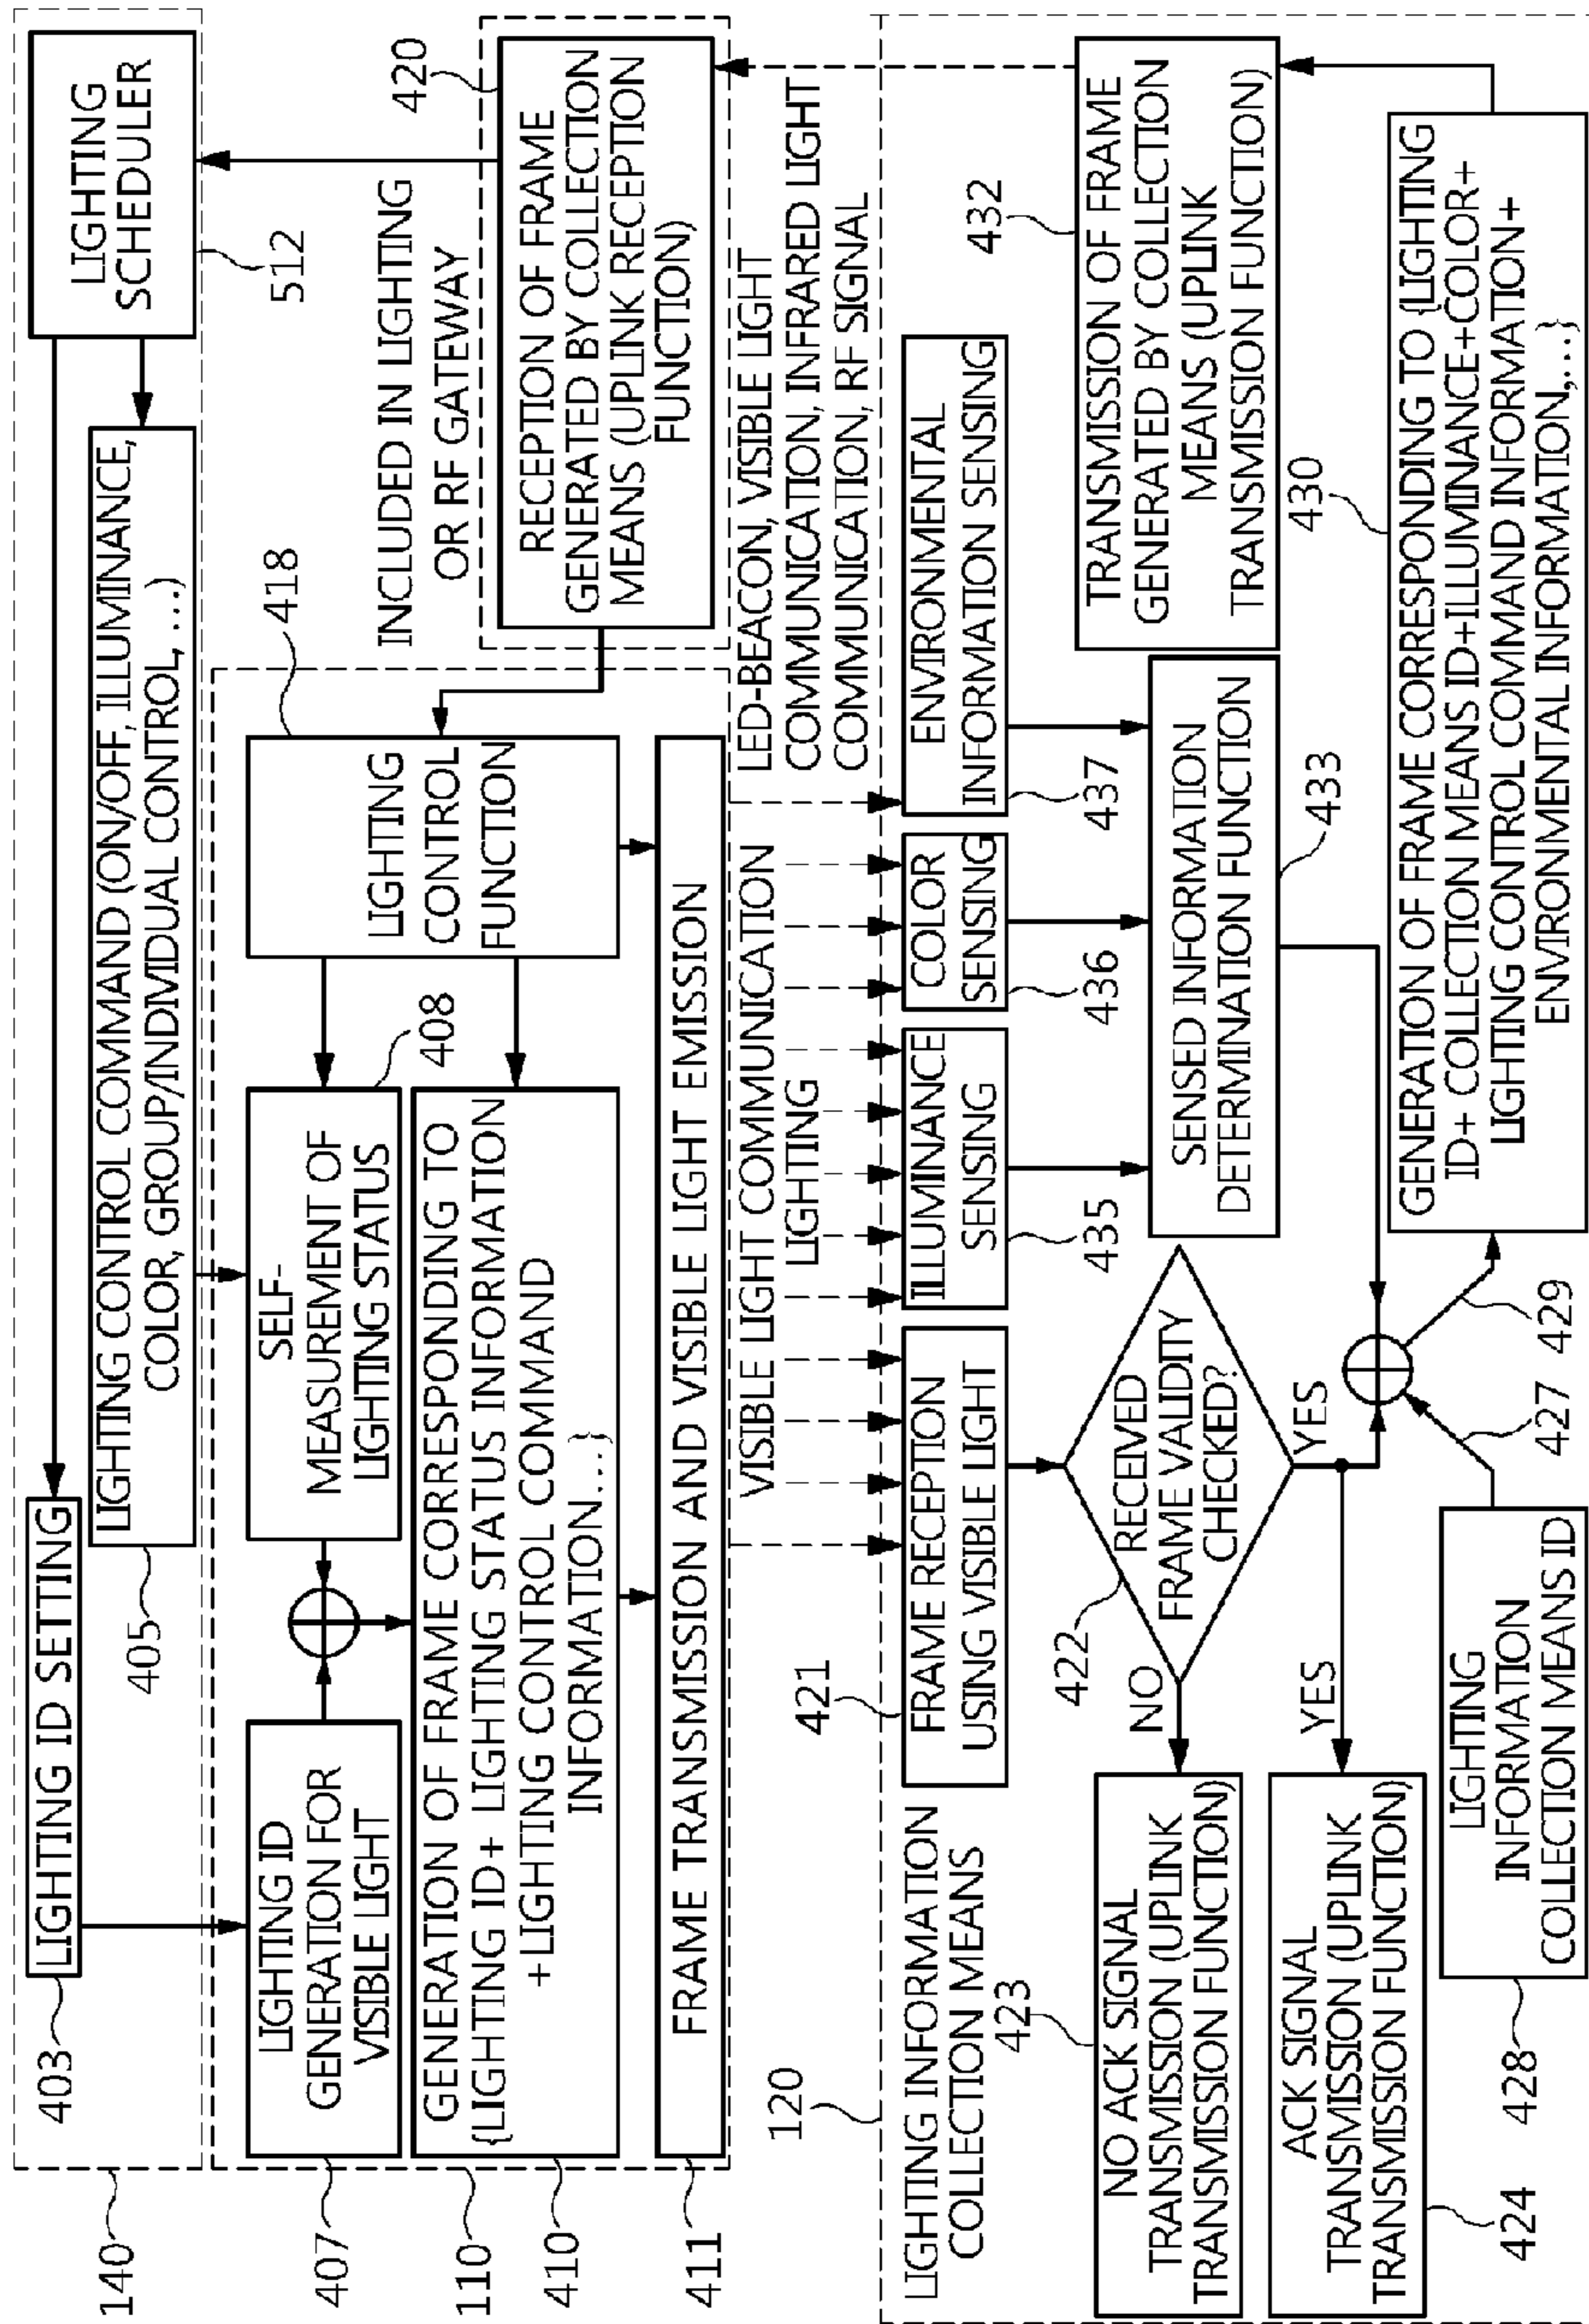 140
403
LIGHTING ID SETTING
LIGHTING
SCHEDULER
512
405
LIGHTING CONTROL COMMAND (ON/OFF, ILLUMINANCE,
COLOR, GROUP/INDIVIDUAL CONTROL, ...)
407
LIGHTING ID
GENERATION FOR
VISIBLE LIGHT
SELF-
MEASUREMENT OF
LIGHTING STATUS
408
LIGHTING
CONTROL
FUNCTION
418
INCLUDED IN LIGHTING
OR RF GATEWAY
420
RECEPTION OF FRAME
GENERATED BY COLLECTION
MEANS (UPLINK RECEPTION
FUNCTION)
110
410
GENERATION OF FRAME CORRESPONDING TO
{LIGHTING ID+ LIGHTING STATUS INFORMATION
+LIGHTING CONTROL COMMAND
INFORMATION...}
411
FRAME TRANSMISSION AND VISIBLE LIGHT EMISSION
VISIBLE LIGHT COMMUNICATION
LIGHTING
LED-BEACON, VISIBLE LIGHT
COMMUNICATION, INFRARED LIGHT
COMMUNICATION, RF SIGNAL
120
LIGHTING INFORMATION
COLLECTION MEANS
421
FRAME RECEPTION
USING VISIBLE LIGHT
ILLUMINANCE
SENSING
435
COLOR
SENSING
436
ENVIRONMENTAL
INFORMATION SENSING
437
422
RECEIVED
FRAME VALIDITY
CHECKED?
NO
YES
YES
423
NO ACK SIGNAL
TRANSMISSION (UPLINK
TRANSMISSION FUNCTION)
SENSED INFORMATION
DETERMINATION FUNCTION
433
432
TRANSMISSION OF FRAME
GENERATED BY COLLECTION
MEANS (UPLINK
TRANSMISSION FUNCTION)
424
ACK SIGNAL
TRANSMISSION (UPLINK
TRANSMISSION FUNCTION)
428
LIGHTING
INFORMATION
COLLECTION MEANS ID
427
429
430
GENERATION OF FRAME CORRESPONDING TO {LIGHTING
ID+ COLLECTION MEANS ID+ILLUMINANCE+COLOR+
LIGHTING CONTROL COMMAND INFORMATION+
ENVIRONMENTAL INFORMATION,...}